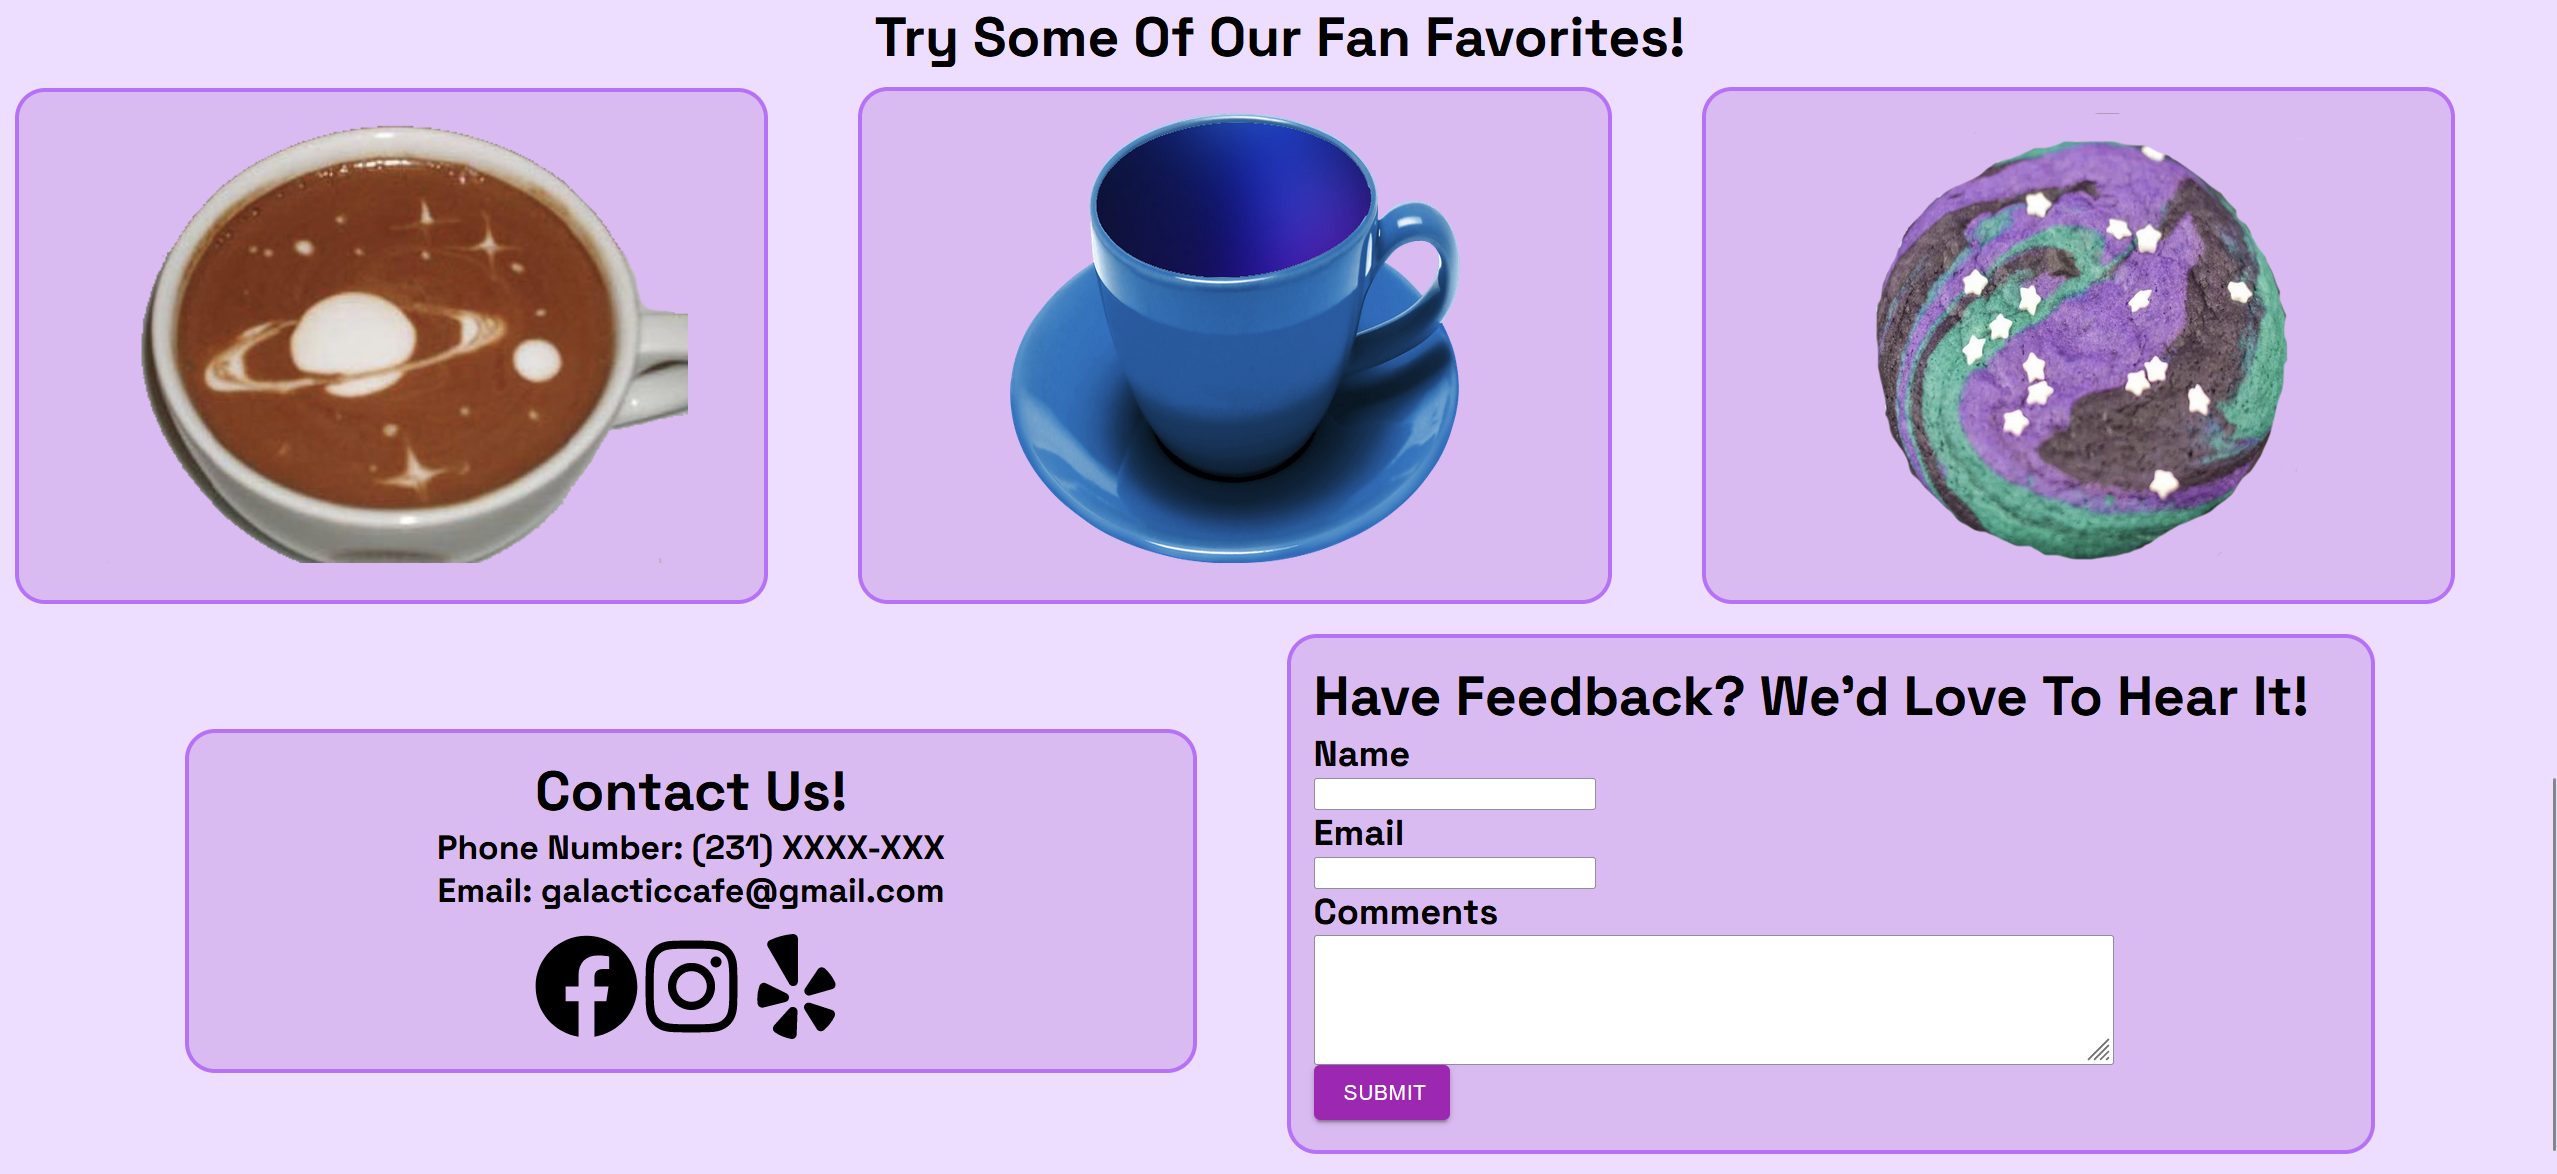 Try Some Of Our Fan Favorites!
Contact Us!
Phone Number: (231) XXXX-XXX
Email: galacticcafe@gmail.com
Have Feedback? We’d Love To Hear It!
Name
Email
Comments
SUBMIT